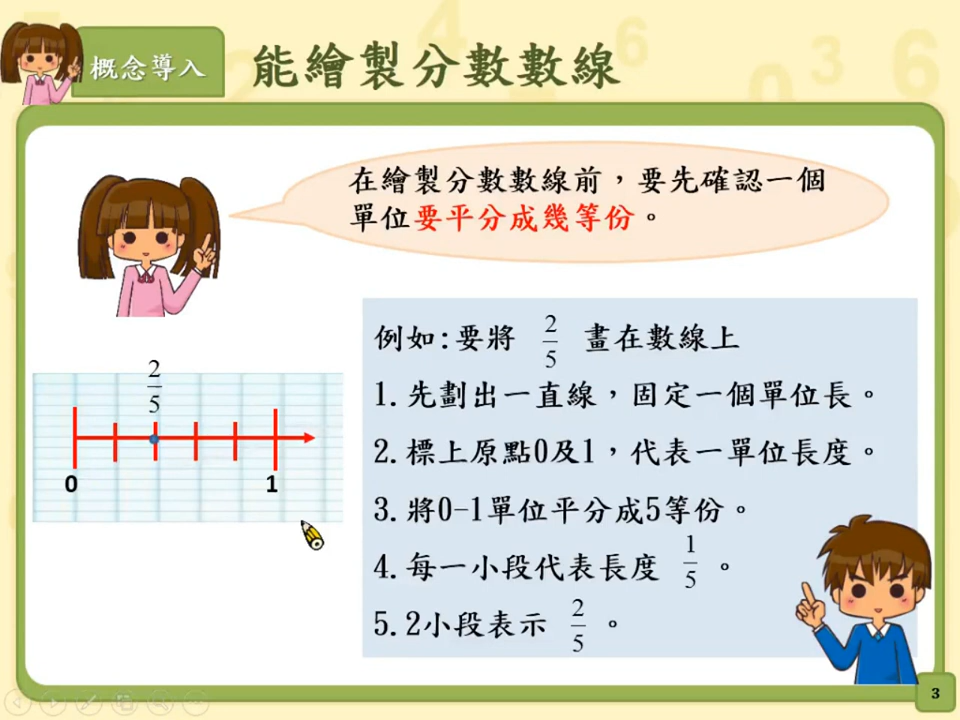 概念導入
能繪製分數數線
在繪製分數數線前，要先確認一個
單位要平分成幾等份。
例如:要將 2/5 畫在數線上
1.先劃出一直線，固定一個單位長。
2.標上原點0及1，代表一單位長度。
3.將0-1單位平分成5等份。
4.每一小段代表長度 1/5 。
5.2小段表示 2/5 。
2/5
0 1
3